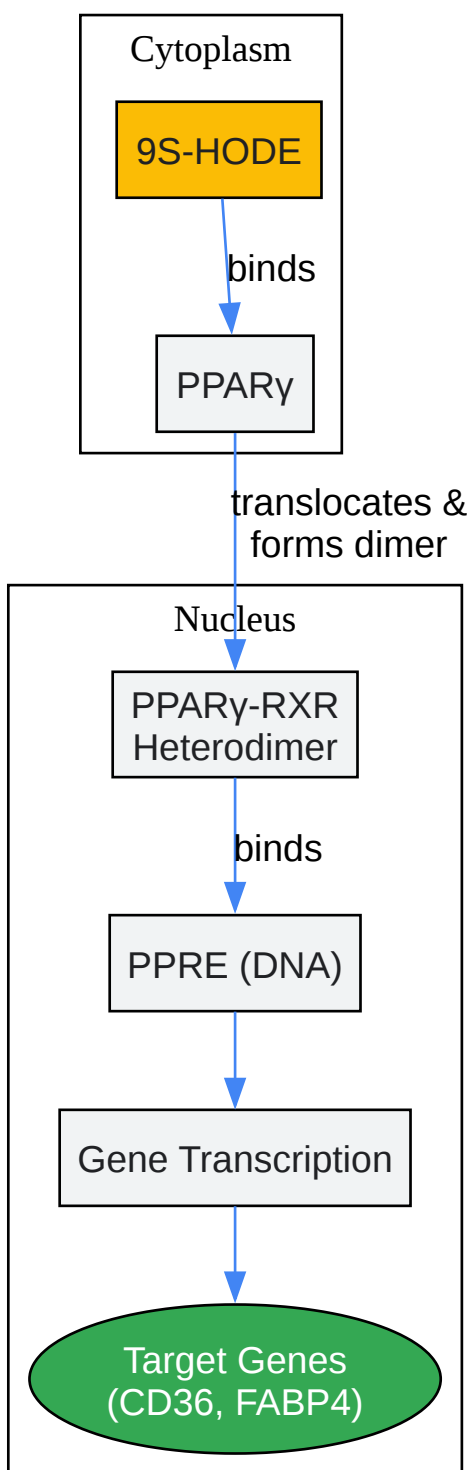 Cytoplasm
9S-HODE
binds
PPARγ
translocates &
forms dimer
Nucleus
PPARγ-RXR
Heterodimer
binds
PPRE (DNA)
Gene Transcription
Target Genes
(CD36, FABP4)